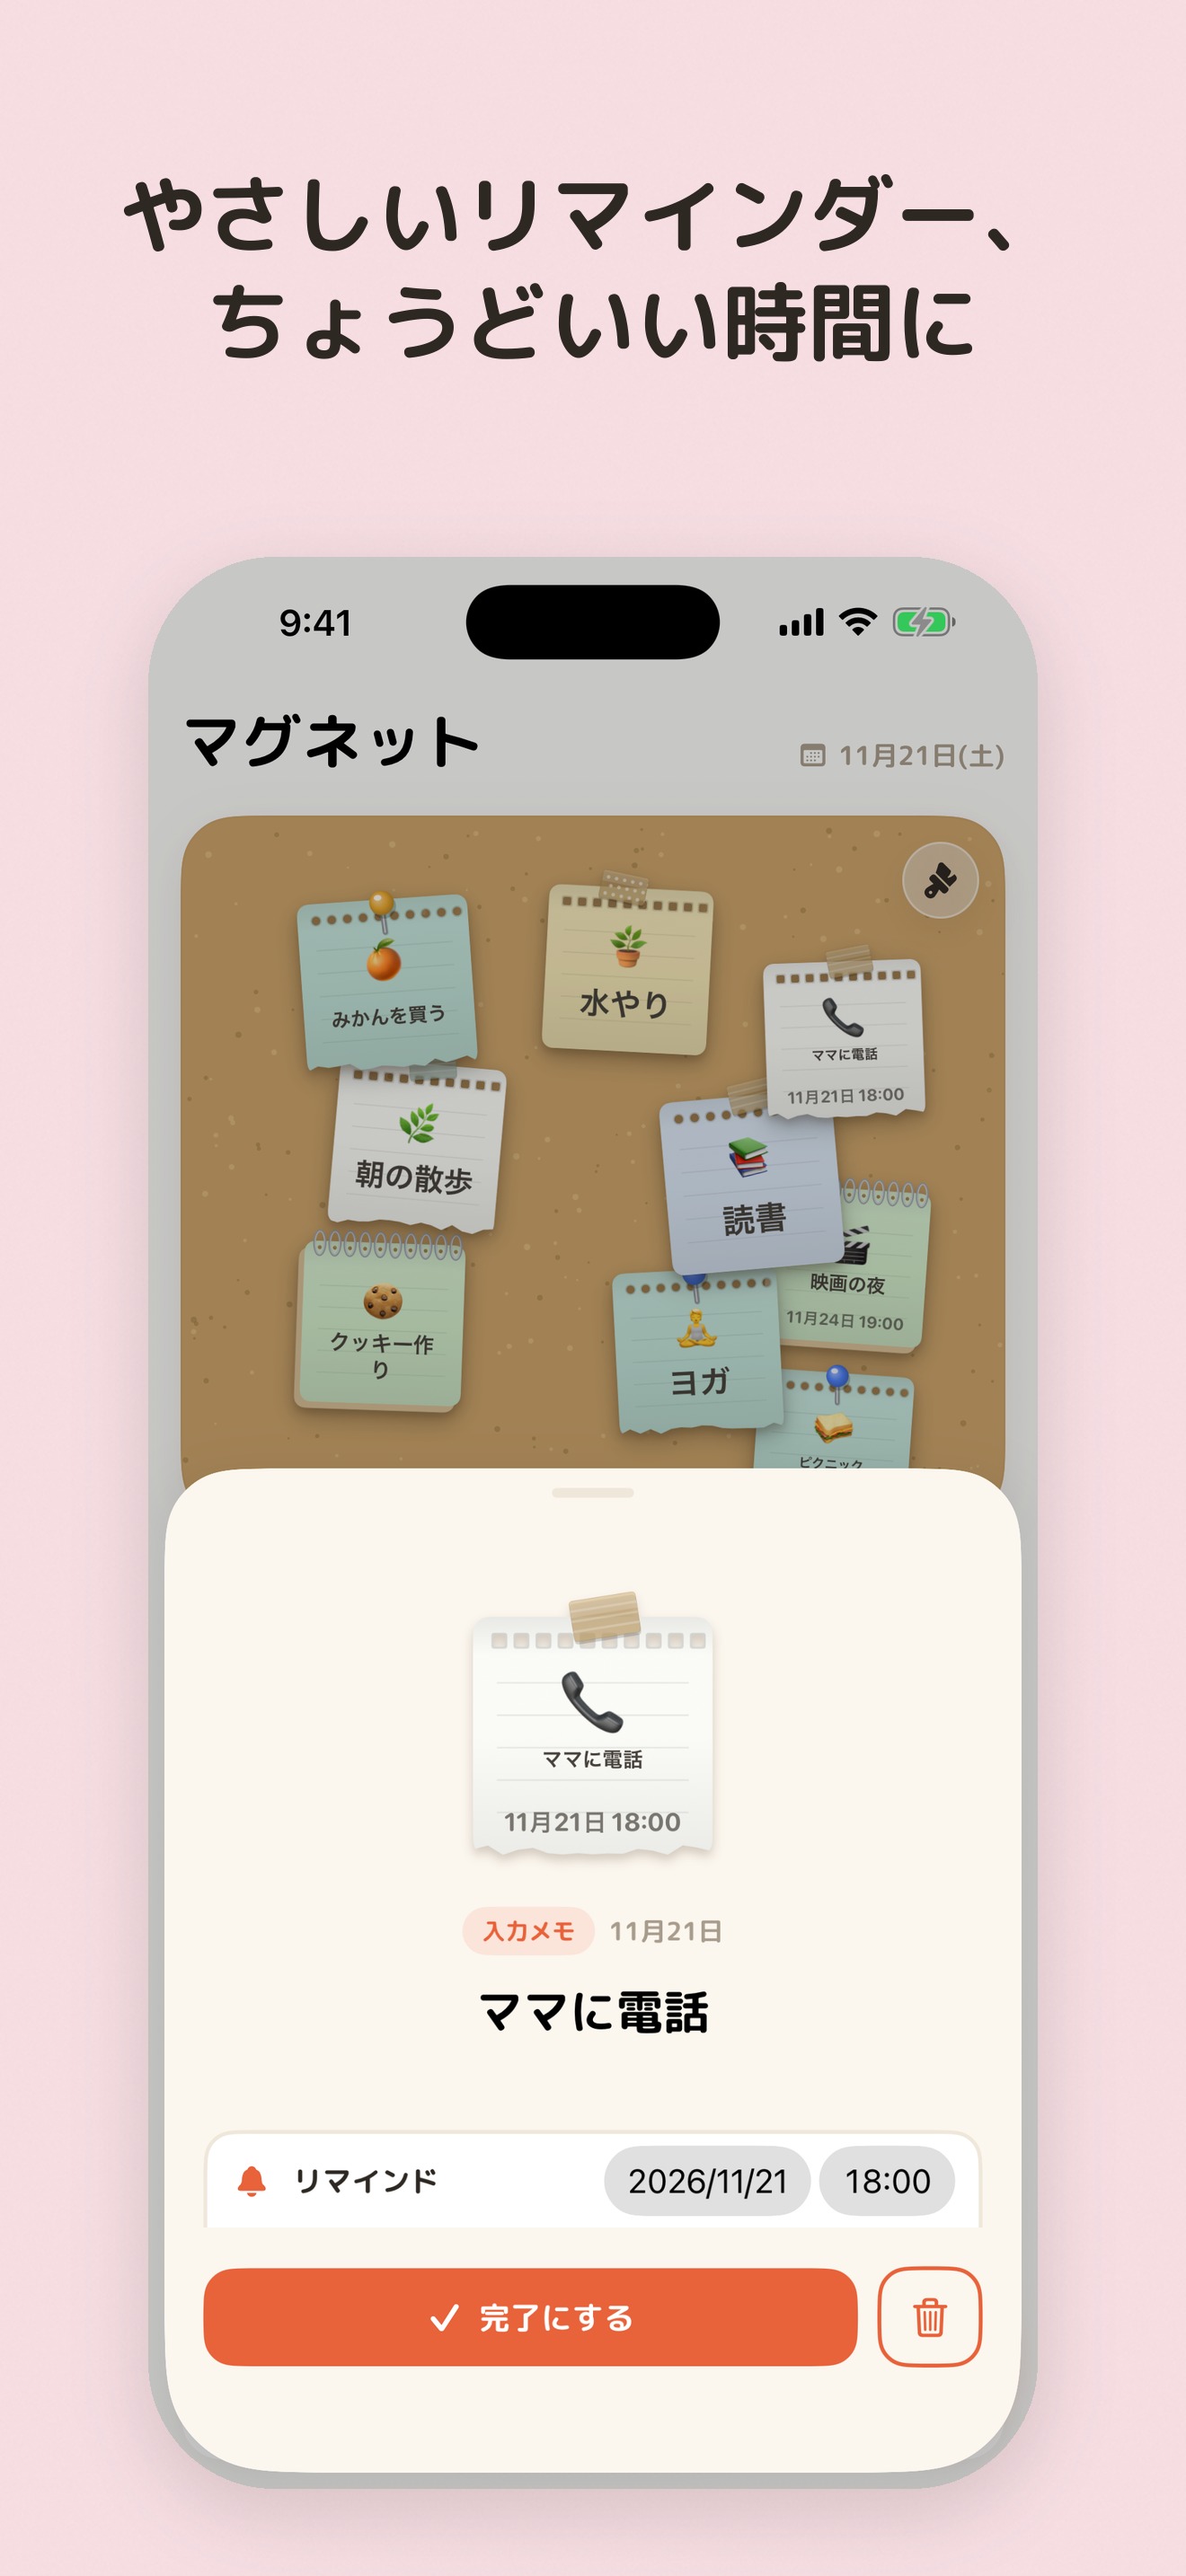 やさしいリマインダー、
ちょうどいい時間に
9:41
マグネット
11月21日(土)
みかんを買う
水やり
ママに電話
11月21日 18:00
朝の散歩
読書
映画の夜
11月24日 19:00
クッキー作
り
ヨガ
ピクニック
ママに電話
11月21日 18:00
入力メモ 11月21日
ママに電話
リマインド 2026/11/21 18:00
完了にする